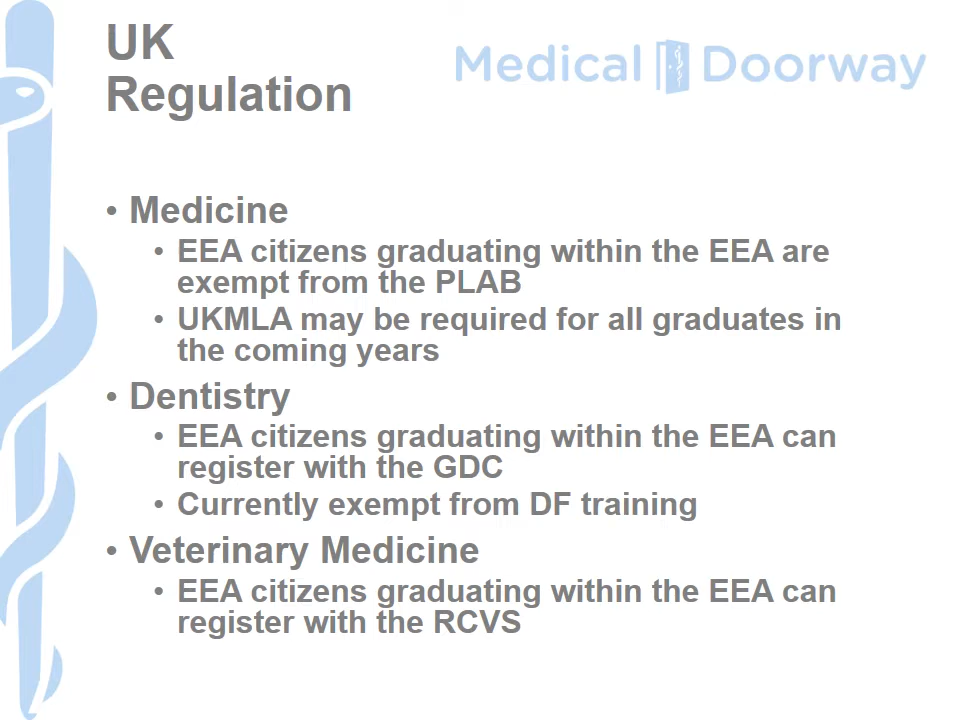 UK
Regulation
Medical Doorway
• Medicine
• EEA citizens graduating within the EEA are
exempt from the PLAB
• UKMLA may be required for all graduates in
the coming years
• Dentistry
• EEA citizens graduating within the EEA can
register with the GDC
• Currently exempt from DF training
• Veterinary Medicine
• EEA citizens graduating within the EEA can
register with the RCVS